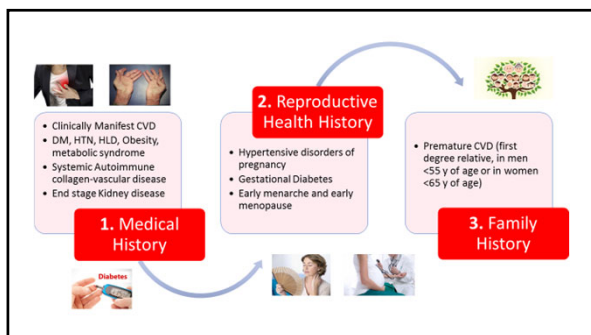 • Clinically Manifest CVD
• DM, HTN, HLD, Obesity,
metabolic syndrome
• Systemic Autoimmune
collagen-vascular disease
• End stage Kidney disease
1. Medical
History
Diabetes
2. Reproductive
Health History
• Hypertensive disorders of
pregnancy
• Gestational Diabetes
• Early menarche and early
menopause
• Premature CVD (first
degree relative, in men
<55 y of age or in women
<65 y of age)
3. Family
History